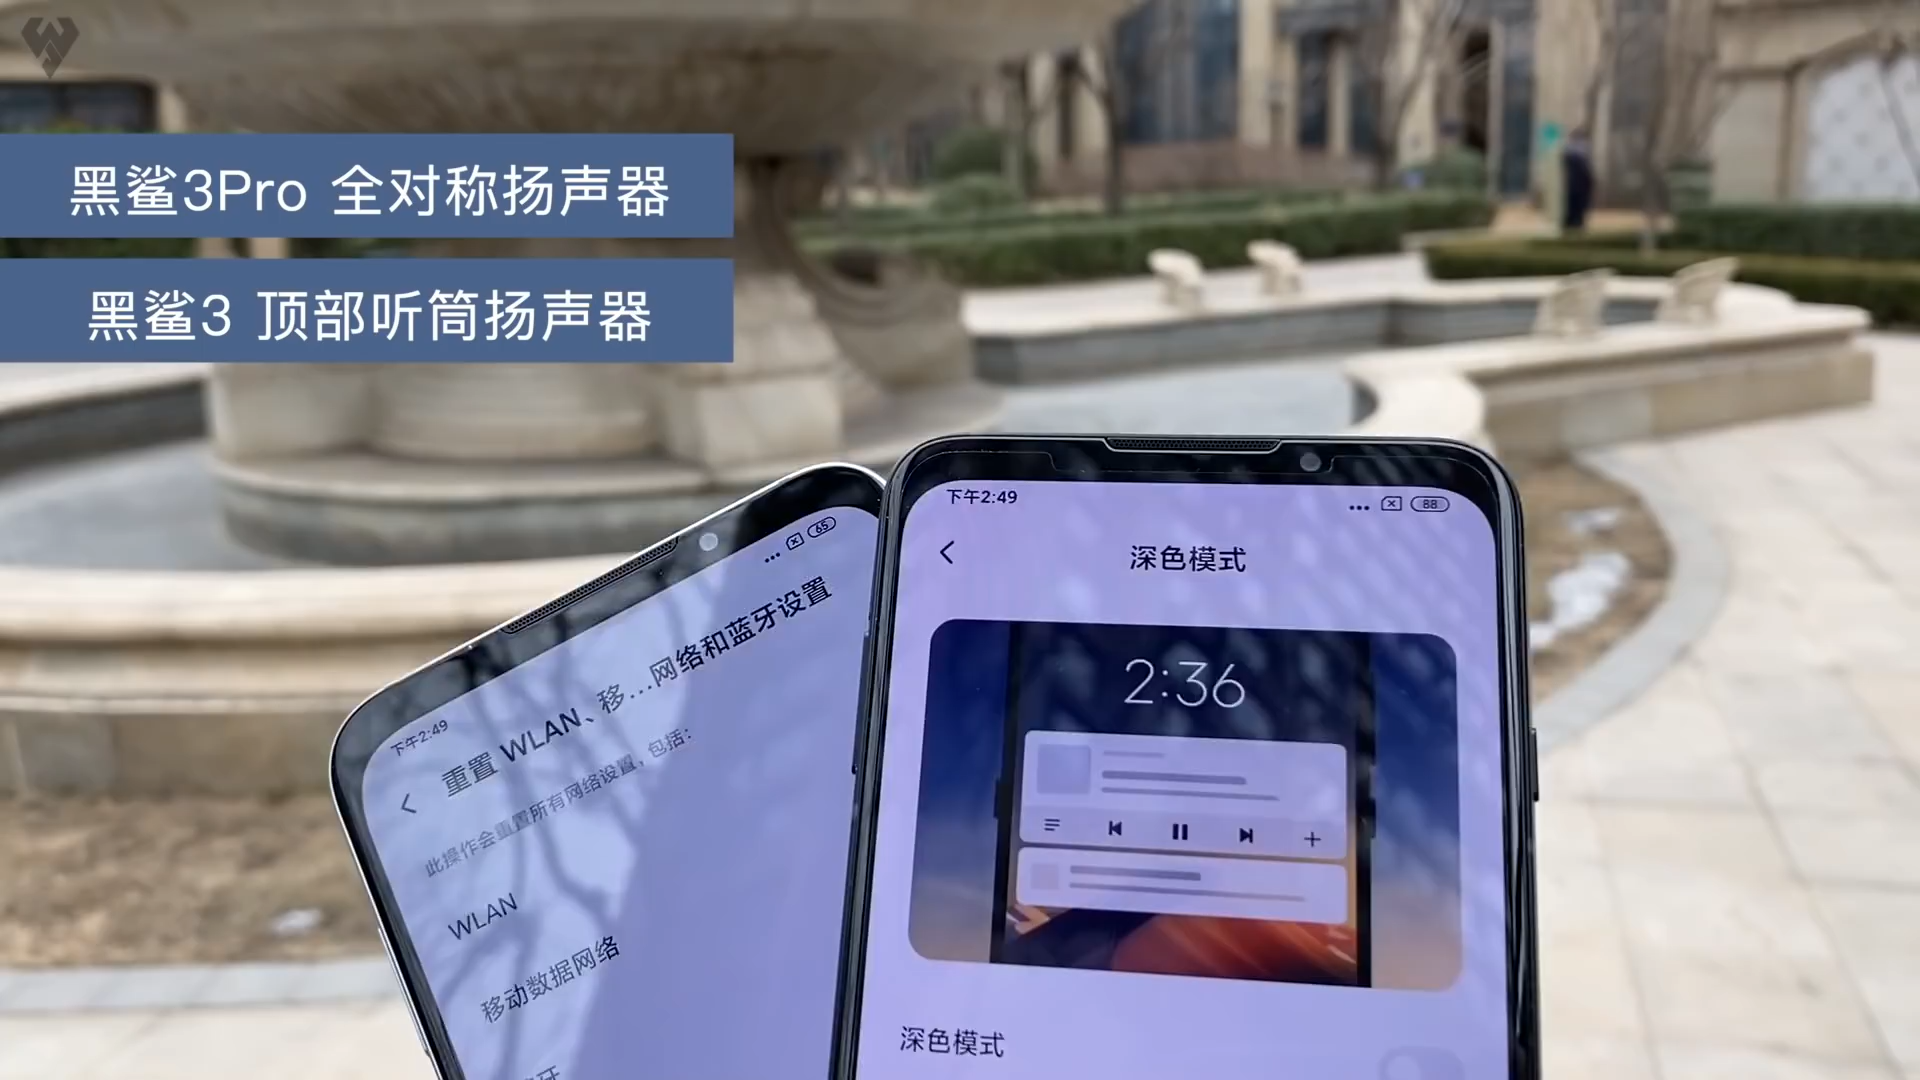 黑鲨3Pro 全对称扬声器
黑鲨3 顶部听筒扬声器
下午2:49
65
重置 WLAN、移...网络和蓝牙设置
此操作会重置所有网络设置，包括：
WLAN
移动数据网络
下午2:49
88
深色模式
2:36
深色模式